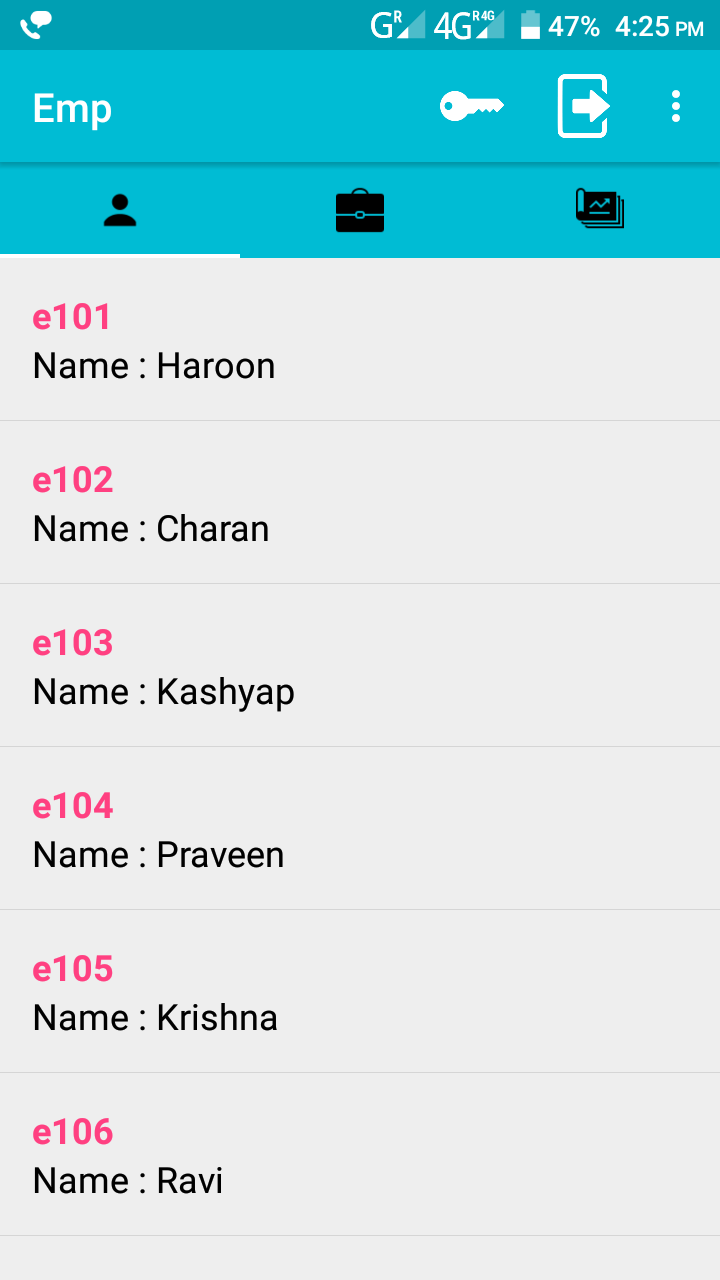 G R 4G R4G 47% 4:25 PM
Emp
e101
Name : Haroon
e102
Name : Charan
e103
Name : Kashyap
e104
Name : Praveen
e105
Name : Krishna
e106
Name : Ravi